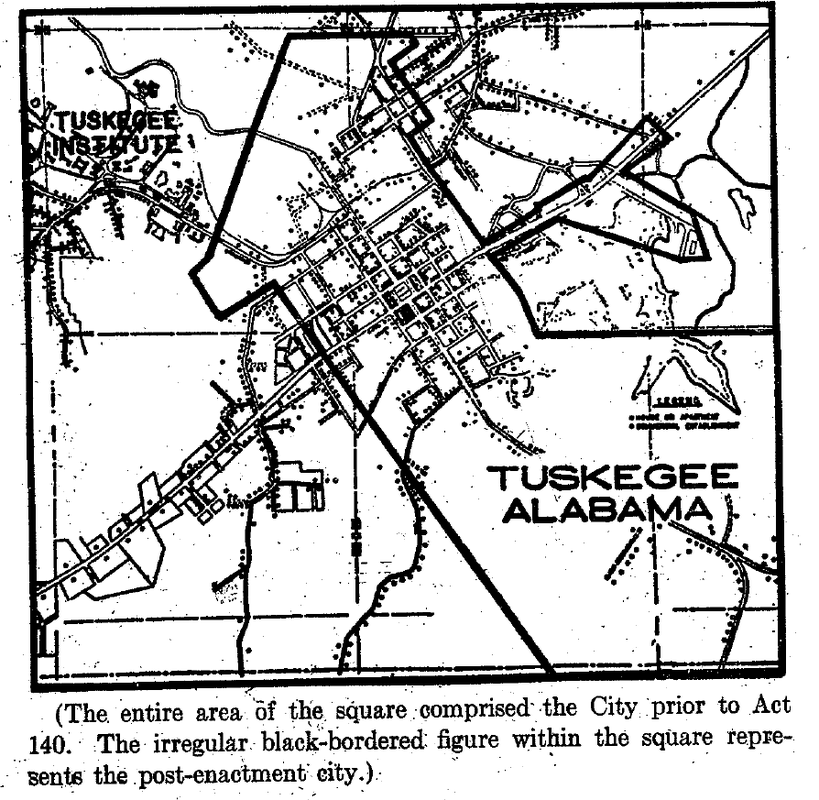 TUSKEGEE
INSTITUTE
LEGEND
TUSKEGEE
ALABAMA
(The entire area of the square comprised the City prior to Act
140. The irregular black-bordered figure within the square repre-
sents the post-enactment city.)